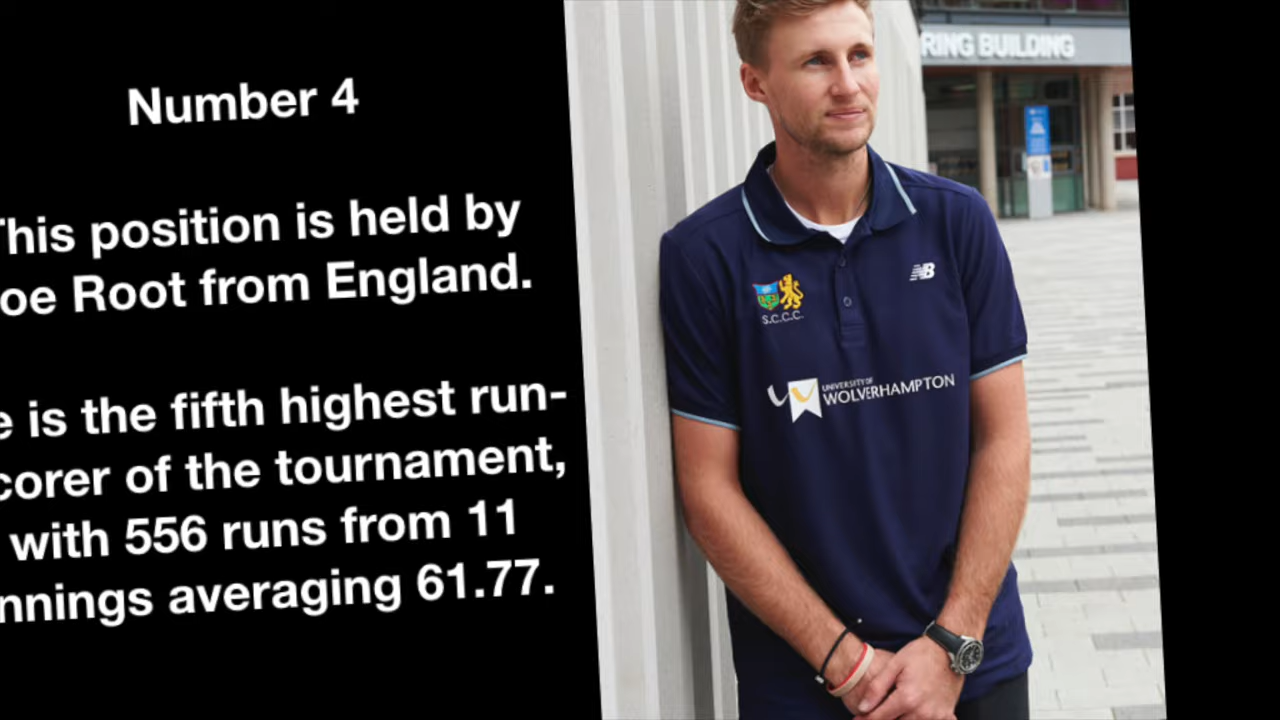 Number 4
This position is held by
oe Root from England.
e is the fifth highest run-
corer of the tournament,
with 556 runs from 11
nnings averaging 61.77.
RING BUILDING
NB
S.C.C.C.
UNIVERSITY OF
WOLVERHAMPTON